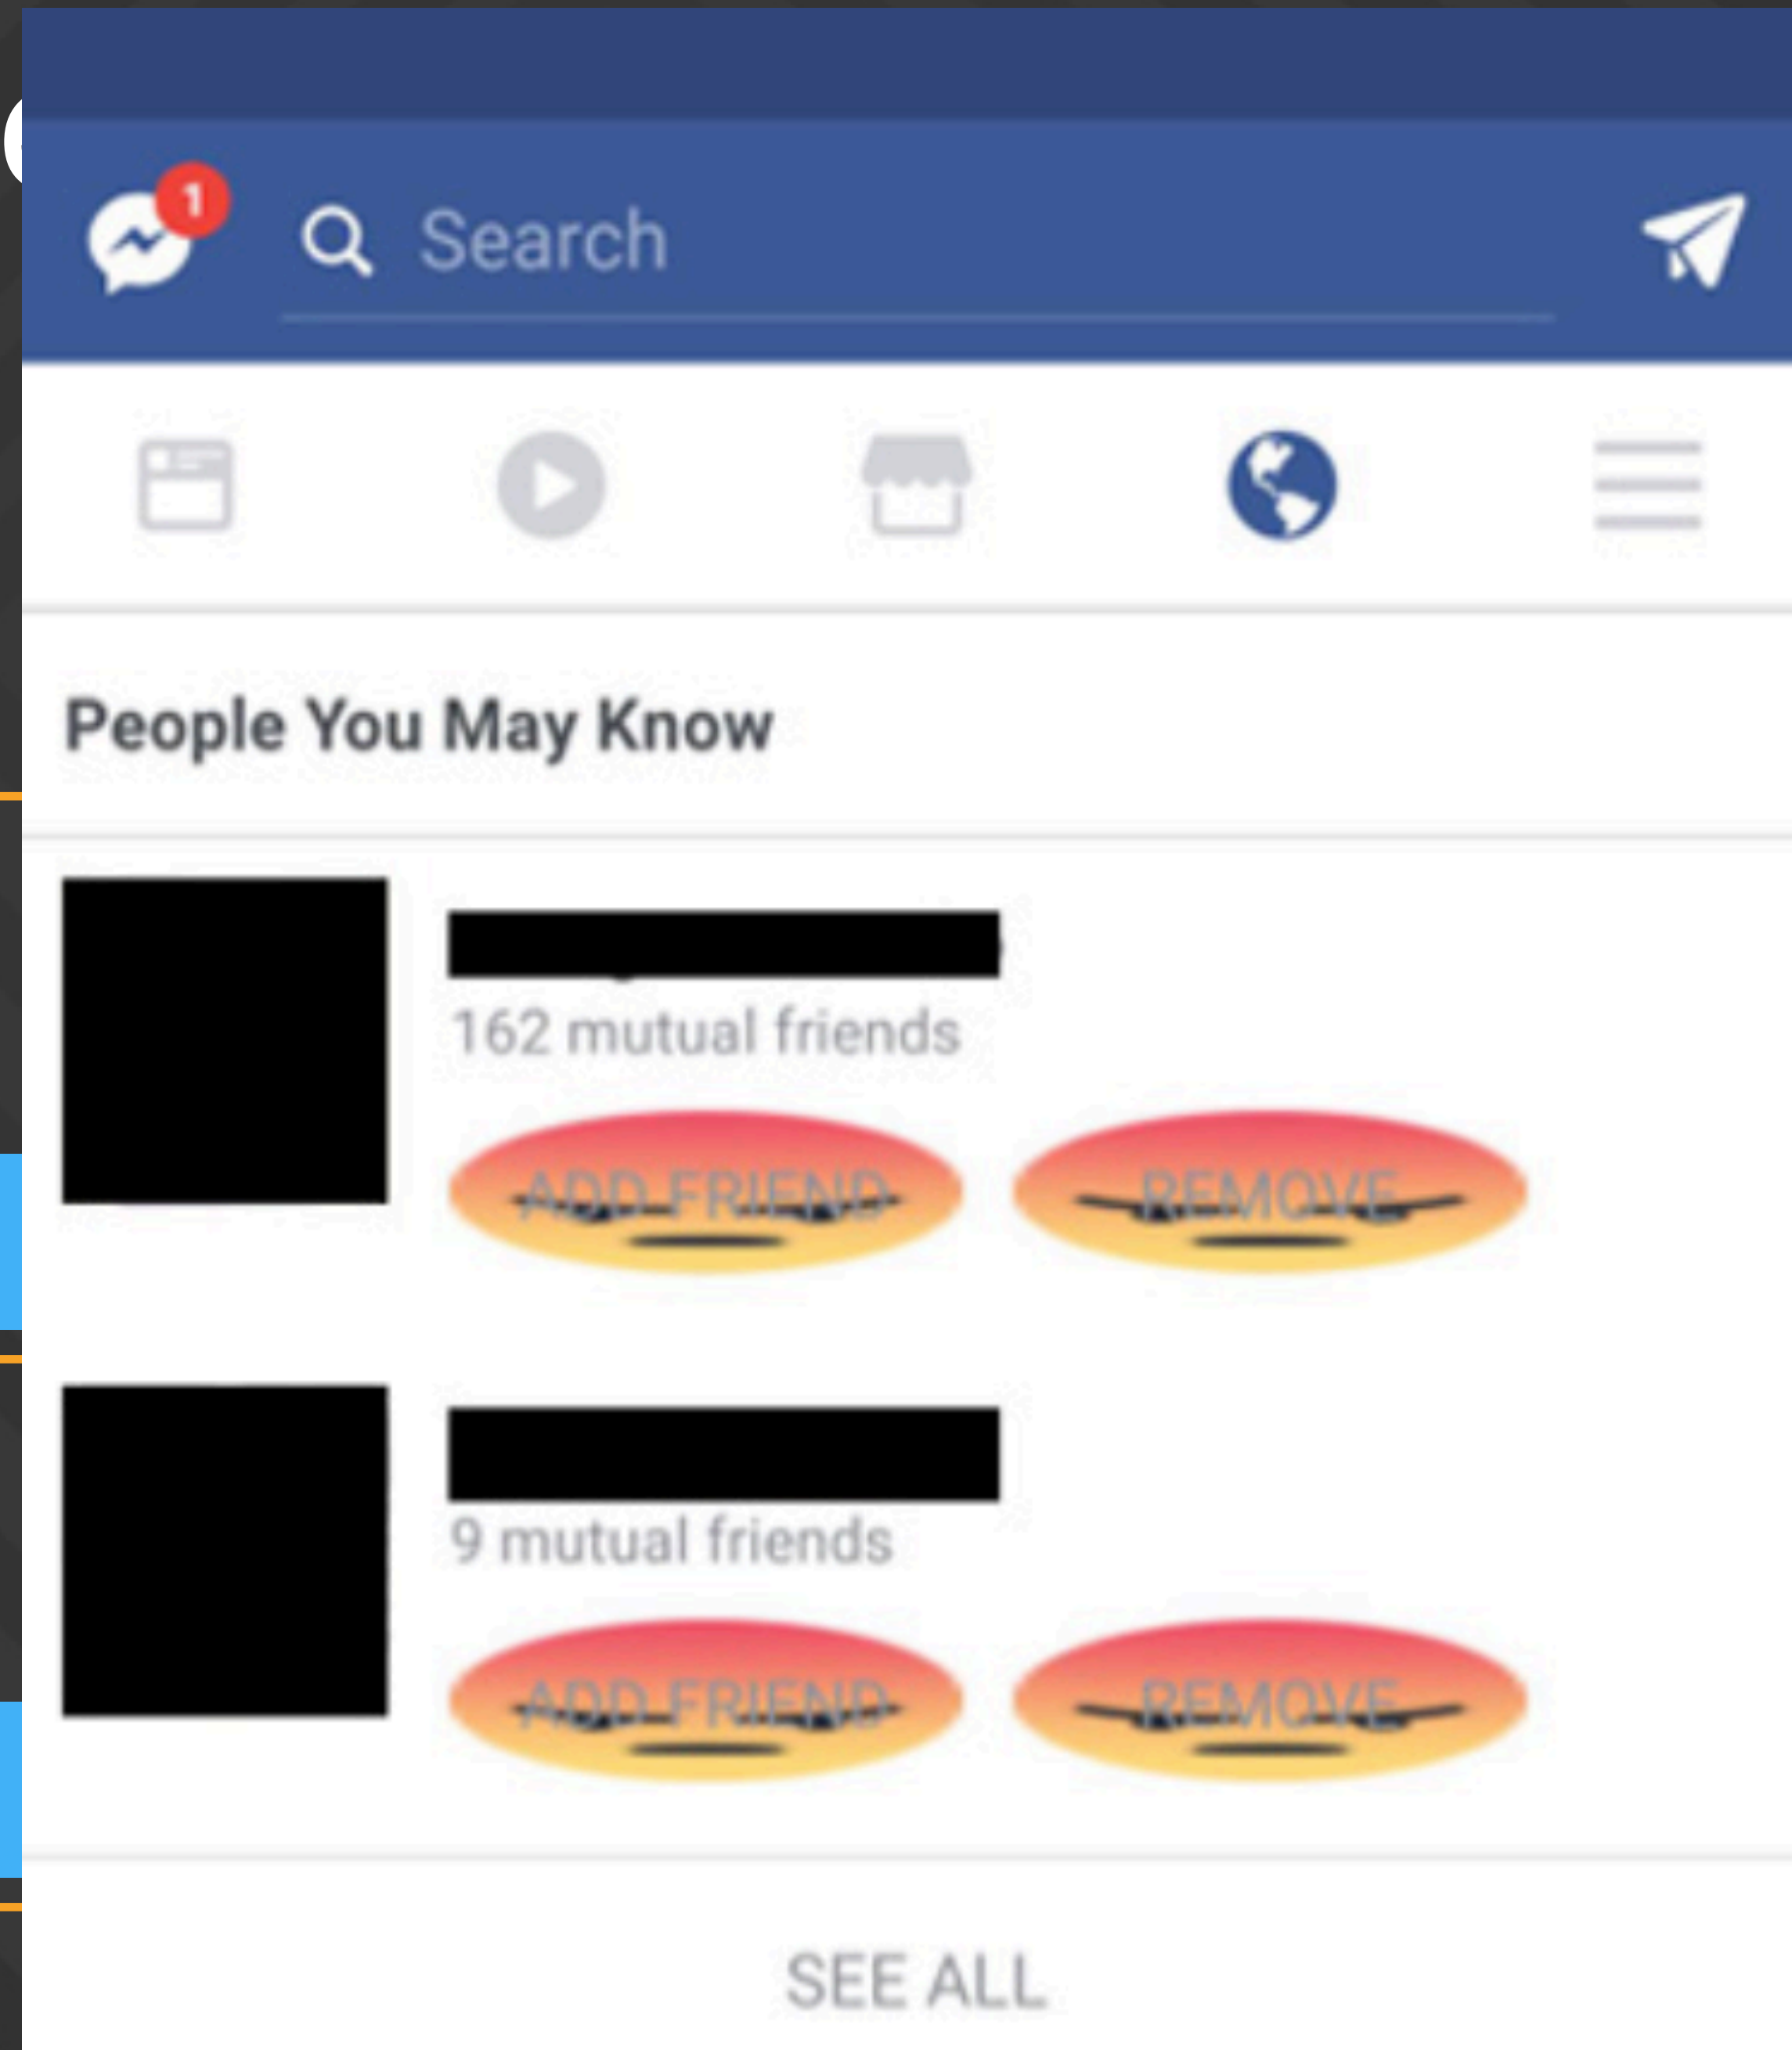 1
Search
People You May Know
162 mutual friends
ADD FRIEND REMOVE
9 mutual friends
ADD FRIEND REMOVE
SEE ALL